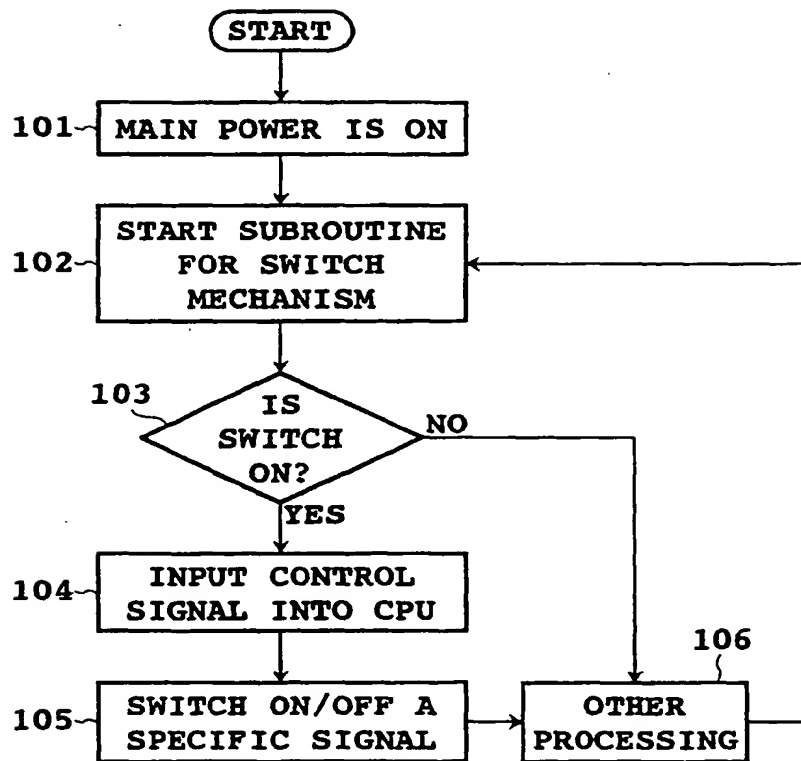 START
101
MAIN POWER IS ON
102
START SUBROUTINE
FOR SWITCH
MECHANISM
103
IS
SWITCH
ON?
NO
YES
104
INPUT CONTROL
SIGNAL INTO CPU
105
SWITCH ON/OFF A
SPECIFIC SIGNAL
106
OTHER
PROCESSING